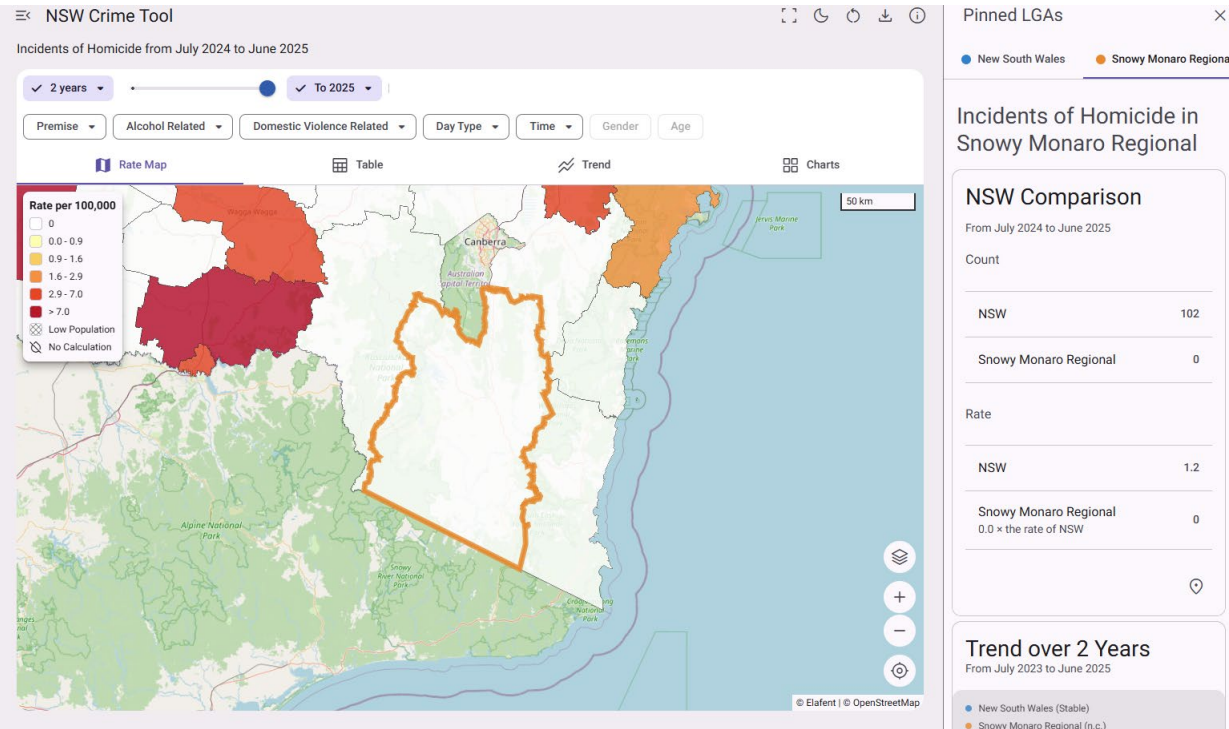 NSW Crime Tool
Incidents of Homicide from July 2024 to June 2025
2 years
To 2025
Premise
Alcohol Related
Domestic Violence Related
Day Type
Time
Gender
Age
Rate Map
Table
Trend
Charts
Rate per 100,000
0
0.0 - 0.9
0.9 - 1.6
1.6 - 2.9
2.9 - 7.0
> 7.0
Low Population
No Calculation
50 km
Wagga Wagga
Canberra
Jervis Marine
Park
Australian
Alpine National
Park
Snowy
River National
Park
National
Park
© Elafent | © OpenStreetMap
Pinned LGAs
New South Wales
Snowy Monaro Regiona
Incidents of Homicide in
Snowy Monaro Regional
NSW Comparison
From July 2024 to June 2025
Count
NSW 102
Snowy Monaro Regional 0
Rate
NSW 1.2
Snowy Monaro Regional 0
0.0 × the rate of NSW
Trend over 2 Years
From July 2023 to June 2025
New South Wales (Stable)
Snowy Monaro Regional (n.c.)